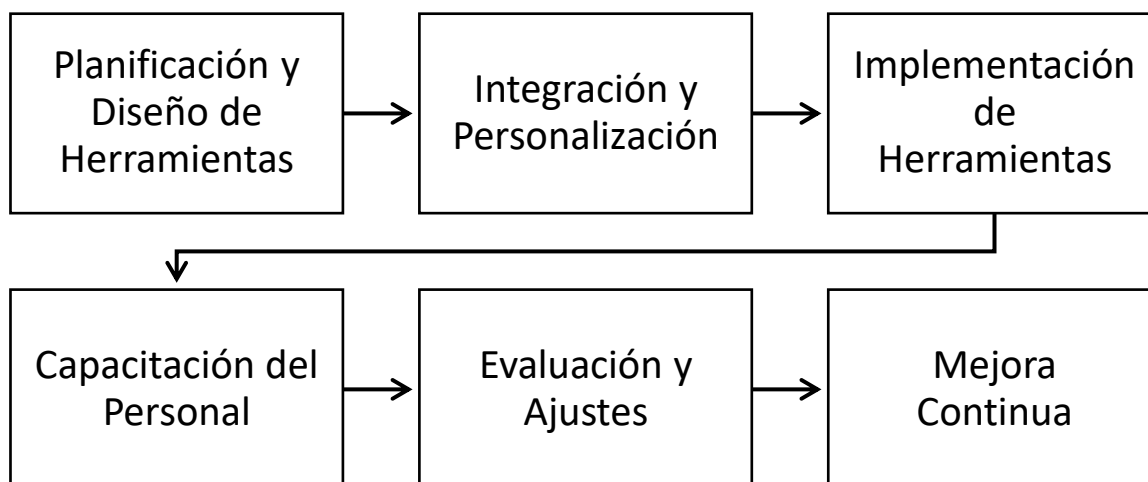 Planificación y
Diseño de
Herramientas
Integración y
Personalización
Implementación
de
Herramientas
Capacitación del
Personal
Evaluación y
Ajustes
Mejora
Continua